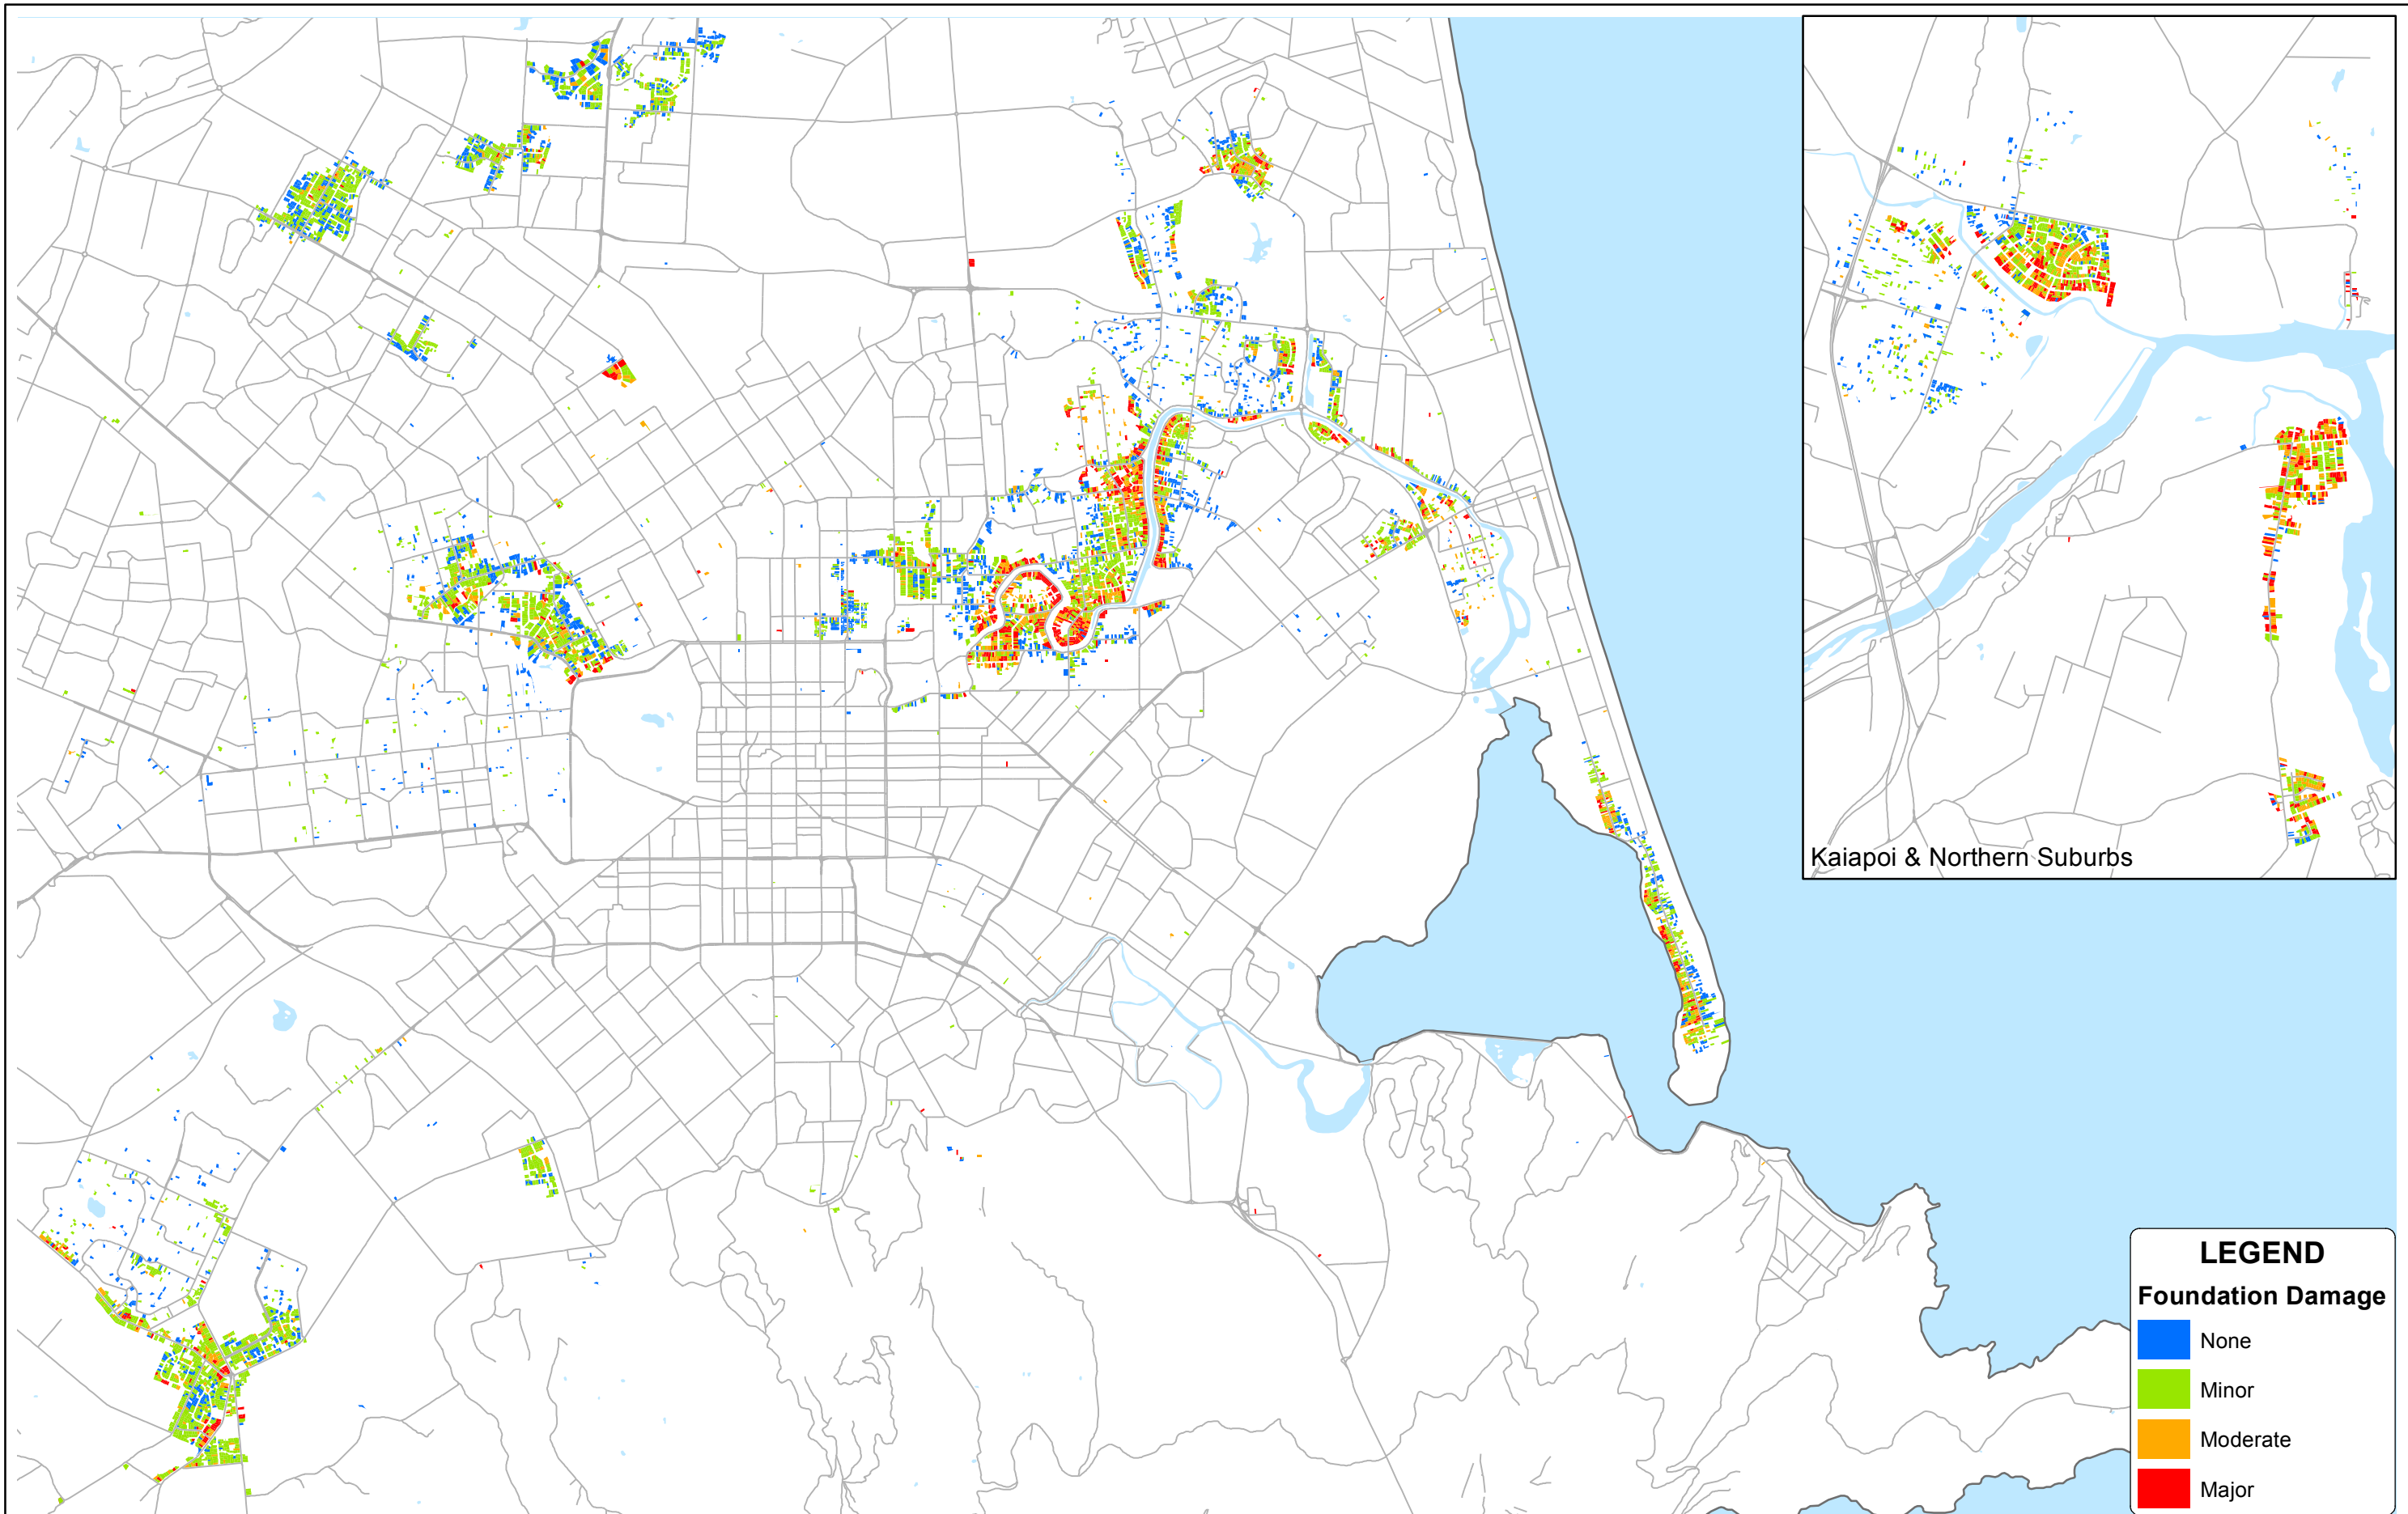 Kaiapoi & Northern Suburbs
LEGEND
Foundation Damage
None
Minor
Moderate
Major